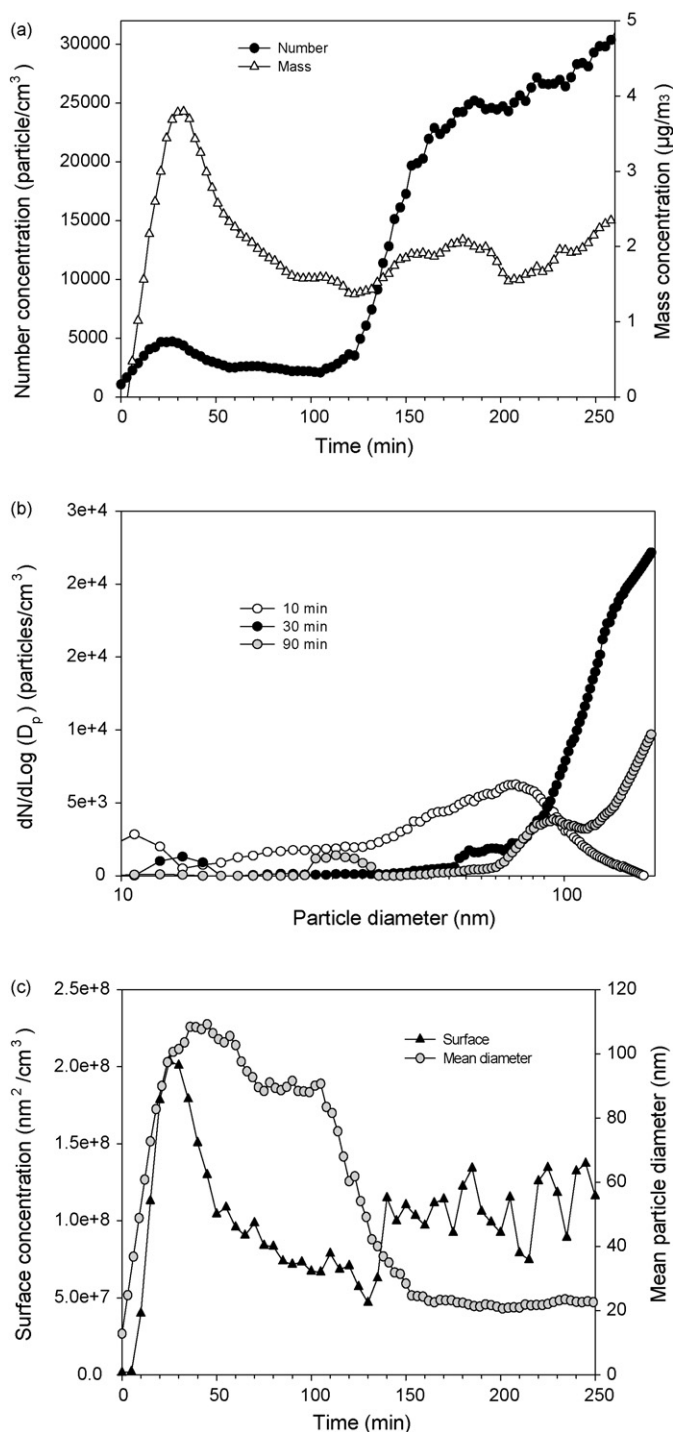 (a)
Number
Mass
30000
25000
20000
15000
10000
5000
0
5
4
3
2
1
0
0 50 100 150 200 250
Number concentration (particle/cm³)
Mass concentration (µg/m₃)
Time (min)
(b)
10 min
30 min
90 min
3e+4
2e+4
2e+4
1e+4
5e+3
0
10 100
dN/dLog (Dₚ) (particles/cm³)
Particle diameter (nm)
(c)
Surface
Mean diameter
2.5e+8
2.0e+8
1.5e+8
1.0e+8
5.0e+7
0.0
120
100
80
60
40
20
0
0 50 100 150 200 250
Surface concentration (nm²/cm³)
Mean particle diameter (nm)
Time (min)